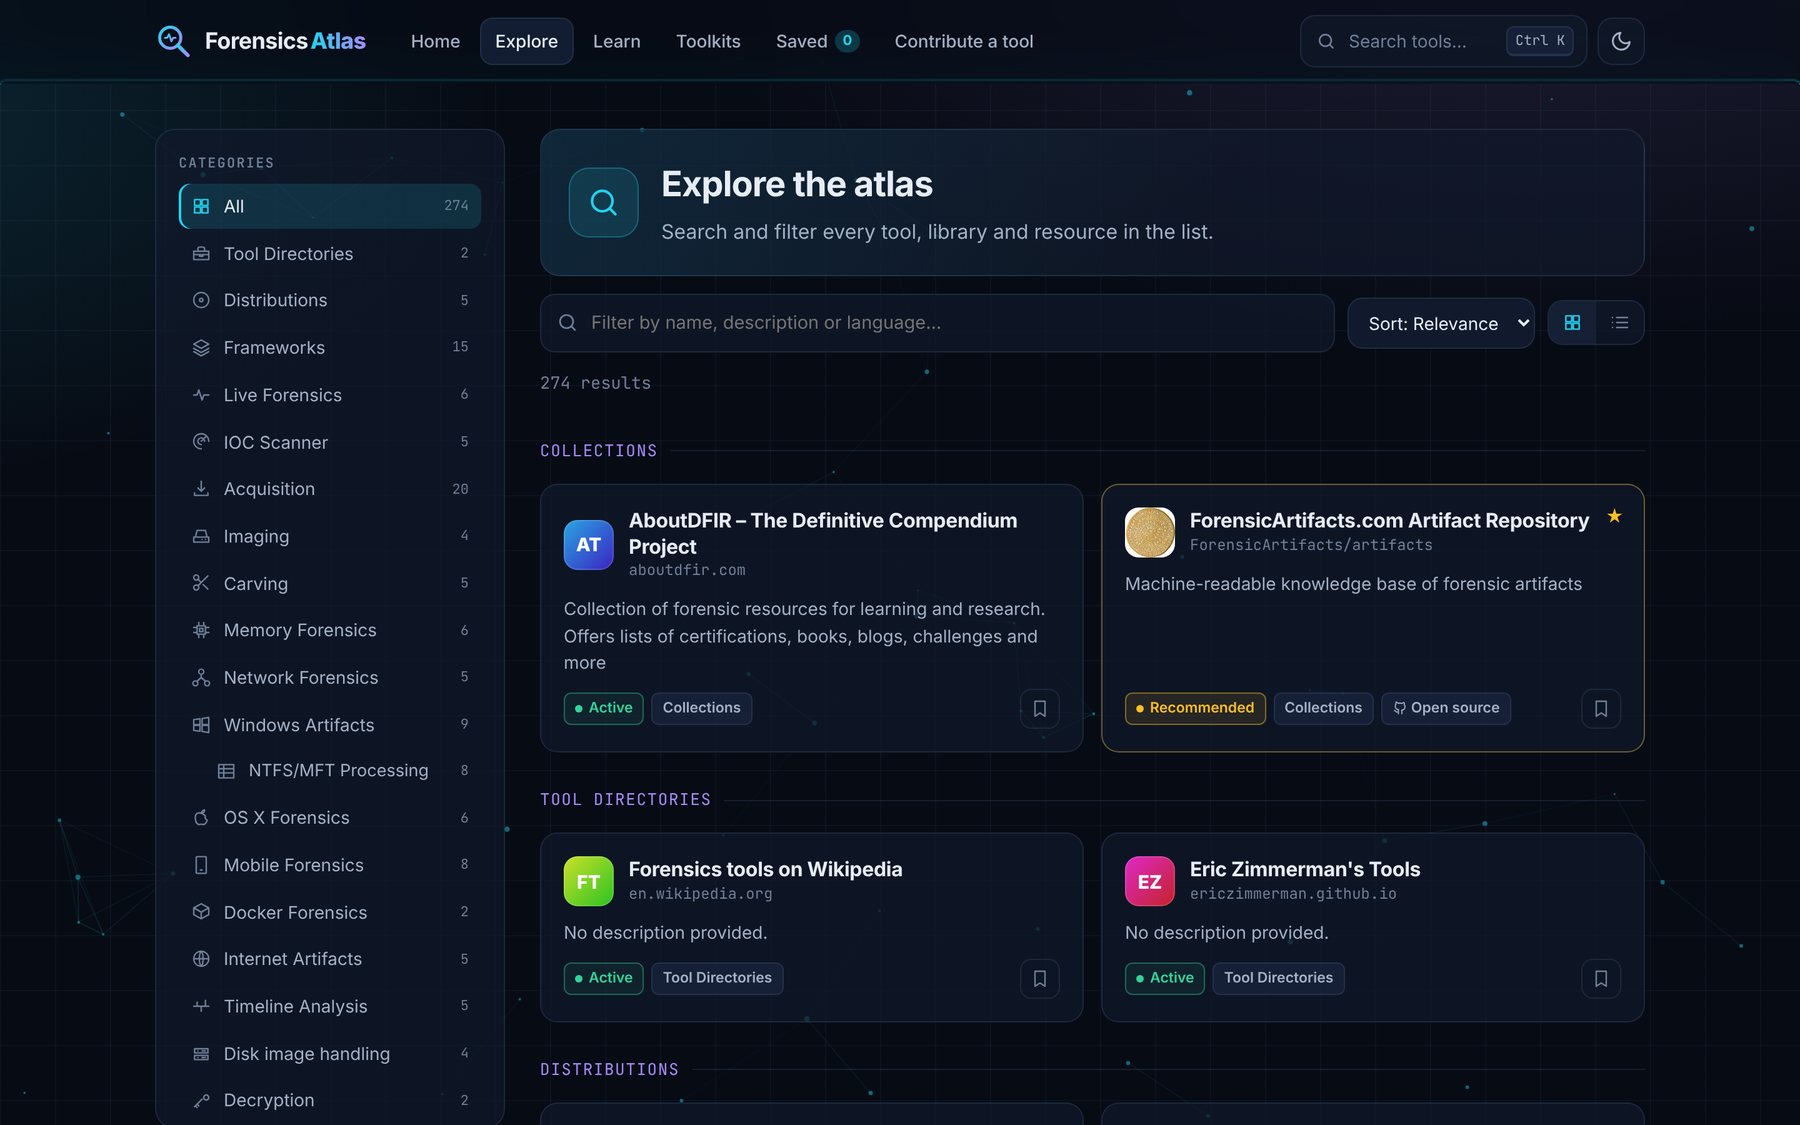 ForensicsAtlas
Home
Explore
Learn
Toolkits
Saved 0
Contribute a tool
Search tools...
Ctrl K
CATEGORIES
All 274
Tool Directories 2
Distributions 5
Frameworks 15
Live Forensics 6
IOC Scanner 5
Acquisition 20
Imaging 4
Carving 5
Memory Forensics 6
Network Forensics 5
Windows Artifacts 9
NTFS/MFT Processing 8
OS X Forensics 6
Mobile Forensics 8
Docker Forensics 2
Internet Artifacts 5
Timeline Analysis 5
Disk image handling 4
Decryption 2
Explore the atlas
Search and filter every tool, library and resource in the list.
Filter by name, description or language...
Sort: Relevance
274 results
COLLECTIONS
AT
AboutDFIR – The Definitive Compendium
Project
aboutdfir.com
Collection of forensic resources for learning and research.
Offers lists of certifications, books, blogs, challenges and
more
Active
Collections
ForensicArtifacts.com Artifact Repository
ForensicArtifacts/artifacts
Machine-readable knowledge base of forensic artifacts
Recommended
Collections
Open source
TOOL DIRECTORIES
FT
Forensics tools on Wikipedia
en.wikipedia.org
No description provided.
Active
Tool Directories
EZ
Eric Zimmerman's Tools
ericzimmerman.github.io
No description provided.
Active
Tool Directories
DISTRIBUTIONS